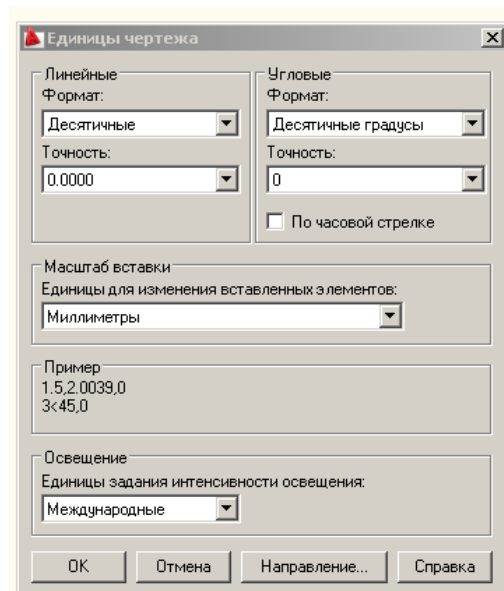 Единицы чертежа
Линейные
Формат:
Десятичные
Точность:
0.0000
Угловые
Формат:
Десятичные градусы
Точность:
0
По часовой стрелке
Масштаб вставки
Единицы для изменения вставленных элементов:
Миллиметры
Пример
1.5,2.0039,0
3<45,0
Освещение
Единицы задания интенсивности освещения:
Международные
OK Отмена Направление... Справка